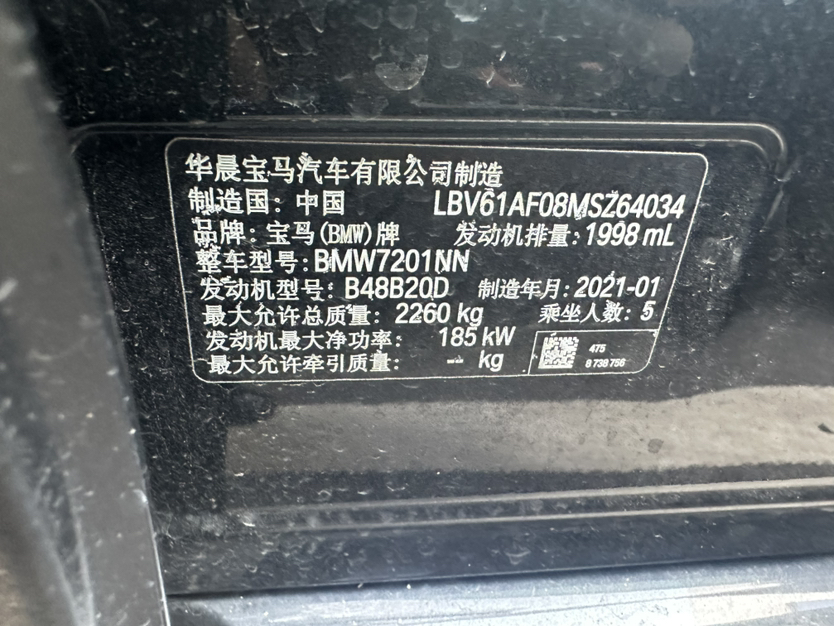 华晨宝马汽车有限公司制造
制造国：中国 LBV61AF08MSZ64034
品牌：宝马(BMW)牌 发动机排量：1998 mL
整车型号：BMW7201NN
发动机型号：B48B20D 制造年月：2021-01
最大允许总质量：2260 kg 乘坐人数：5
发动机最大净功率：185 kW
最大允许牵引质量：-- kg
475
8 738 756